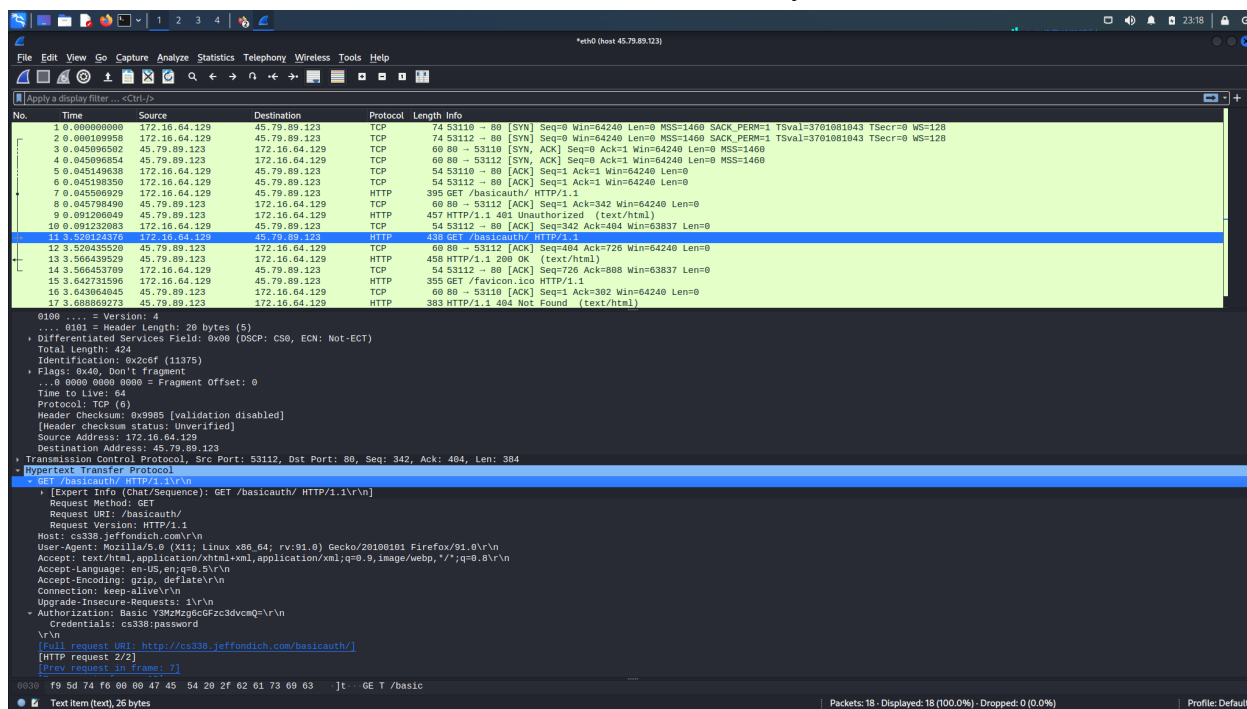 1 2 3 4
23:18
*eth0 (host 45.79.89.123)
File Edit View Go Capture Analyze Statistics Telephony Wireless Tools Help
Apply a display filter ... <Ctrl-/>
No. Time Source Destination Protocol Length Info
1 0.000000000 172.16.64.129 45.79.89.123 TCP 74 53110 → 80 [SYN] Seq=0 Win=64240 Len=0 MSS=1460 SACK_PERM=1 TSval=3701081043 TSecr=0 WS=128
2 0.000109958 172.16.64.129 45.79.89.123 TCP 74 53112 → 80 [SYN] Seq=0 Win=64240 Len=0 MSS=1460 SACK_PERM=1 TSval=3701081043 TSecr=0 WS=128
3 0.045096502 45.79.89.123 172.16.64.129 TCP 60 80 → 53110 [SYN, ACK] Seq=0 Ack=1 Win=64240 Len=0 MSS=1460
4 0.045096854 45.79.89.123 172.16.64.129 TCP 60 80 → 53112 [SYN, ACK] Seq=0 Ack=1 Win=64240 Len=0 MSS=1460
5 0.045149638 172.16.64.129 45.79.89.123 TCP 54 53110 → 80 [ACK] Seq=1 Ack=1 Win=64240 Len=0
6 0.045198350 172.16.64.129 45.79.89.123 TCP 54 53112 → 80 [ACK] Seq=1 Ack=1 Win=64240 Len=0
7 0.045506929 172.16.64.129 45.79.89.123 HTTP 395 GET /basicauth/ HTTP/1.1
8 0.045798490 45.79.89.123 172.16.64.129 TCP 60 80 → 53112 [ACK] Seq=1 Ack=342 Win=64240 Len=0
9 0.091206049 45.79.89.123 172.16.64.129 HTTP 457 HTTP/1.1 401 Unauthorized (text/html)
10 0.091232083 172.16.64.129 45.79.89.123 TCP 54 53112 → 80 [ACK] Seq=342 Ack=404 Win=63837 Len=0
11 3.520124376 172.16.64.129 45.79.89.123 HTTP 438 GET /basicauth/ HTTP/1.1
12 3.520435520 45.79.89.123 172.16.64.129 TCP 60 80 → 53112 [ACK] Seq=404 Ack=726 Win=64240 Len=0
13 3.566439529 45.79.89.123 172.16.64.129 HTTP 458 HTTP/1.1 200 OK (text/html)
14 3.566453709 172.16.64.129 45.79.89.123 TCP 54 53112 → 80 [ACK] Seq=726 Ack=808 Win=63837 Len=0
15 3.642731596 172.16.64.129 45.79.89.123 HTTP 355 GET /favicon.ico HTTP/1.1
16 3.643064045 45.79.89.123 172.16.64.129 TCP 60 80 → 53110 [ACK] Seq=1 Ack=302 Win=64240 Len=0
17 3.688869273 45.79.89.123 172.16.64.129 HTTP 383 HTTP/1.1 404 Not Found (text/html)
0100 .... = Version: 4
.... 0101 = Header Length: 20 bytes (5)
Differentiated Services Field: 0x00 (DSCP: CS0, ECN: Not-ECT)
Total Length: 424
Identification: 0x2c6f (11375)
Flags: 0x40, Don't fragment
...0 0000 0000 0000 = Fragment Offset: 0
Time to Live: 64
Protocol: TCP (6)
Header Checksum: 0x9985 [validation disabled]
[Header checksum status: Unverified]
Source Address: 172.16.64.129
Destination Address: 45.79.89.123
Transmission Control Protocol, Src Port: 53112, Dst Port: 80, Seq: 342, Ack: 404, Len: 384
Hypertext Transfer Protocol
GET /basicauth/ HTTP/1.1\r\n
[Expert Info (Chat/Sequence): GET /basicauth/ HTTP/1.1\r\n]
Request Method: GET
Request URI: /basicauth/
Request Version: HTTP/1.1
Host: cs338.jeffondich.com\r\n
User-Agent: Mozilla/5.0 (X11; Linux x86_64; rv:91.0) Gecko/20100101 Firefox/91.0\r\n
Accept: text/html,application/xhtml+xml,application/xml;q=0.9,image/webp,*/*;q=0.8\r\n
Accept-Language: en-US,en;q=0.5\r\n
Accept-Encoding: gzip, deflate\r\n
Connection: keep-alive\r\n
Upgrade-Insecure-Requests: 1\r\n
Authorization: Basic Y3MzMzg6cGFzc3dvcmQ=\r\n
Credentials: cs338:password
\r\n
[Full request URI: http://cs338.jeffondich.com/basicauth/]
[HTTP request 2/2]
[Prev request in frame: 7]
0030 f9 5d 74 f6 00 00 47 45 54 20 2f 62 61 73 69 63 ·]t···GE T /basic
Text item (text), 26 bytes
Packets: 18 · Displayed: 18 (100.0%) · Dropped: 0 (0.0%)
Profile: Default